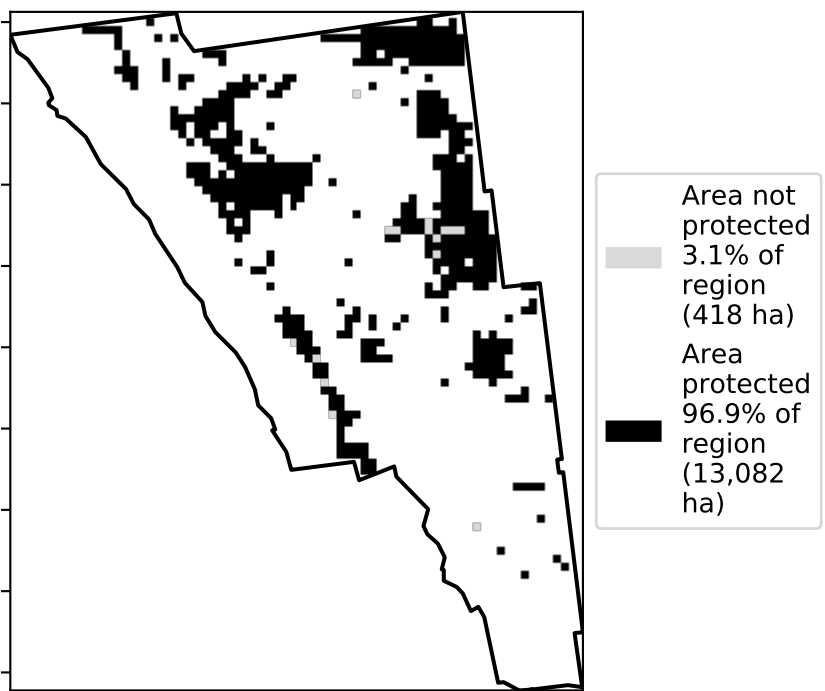 Area not
protected
3.1% of
region
(418 ha)
Area
protected
96.9% of
region
(13,082
ha)